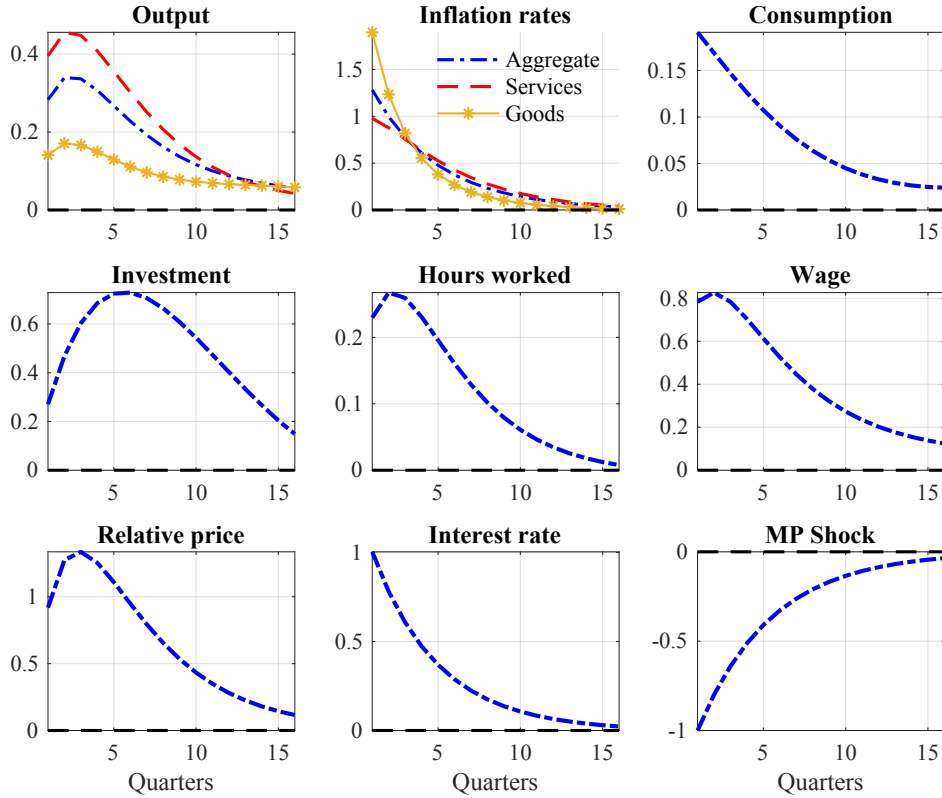 Output
0.4
0.2
0
5 10 15
Inflation rates
1.5
1
0.5
0
5 10 15
Aggregate
Services
Goods
Consumption
0.15
0.1
0.05
0
5 10 15
Investment
0.6
0.4
0.2
0
5 10 15
Hours worked
0.2
0.1
0
5 10 15
Wage
0.8
0.6
0.4
0.2
0
5 10 15
Relative price
1
0.5
0
5 10 15
Quarters
Interest rate
1
0.5
0
5 10 15
Quarters
MP Shock
0
-0.5
-1
5 10 15
Quarters